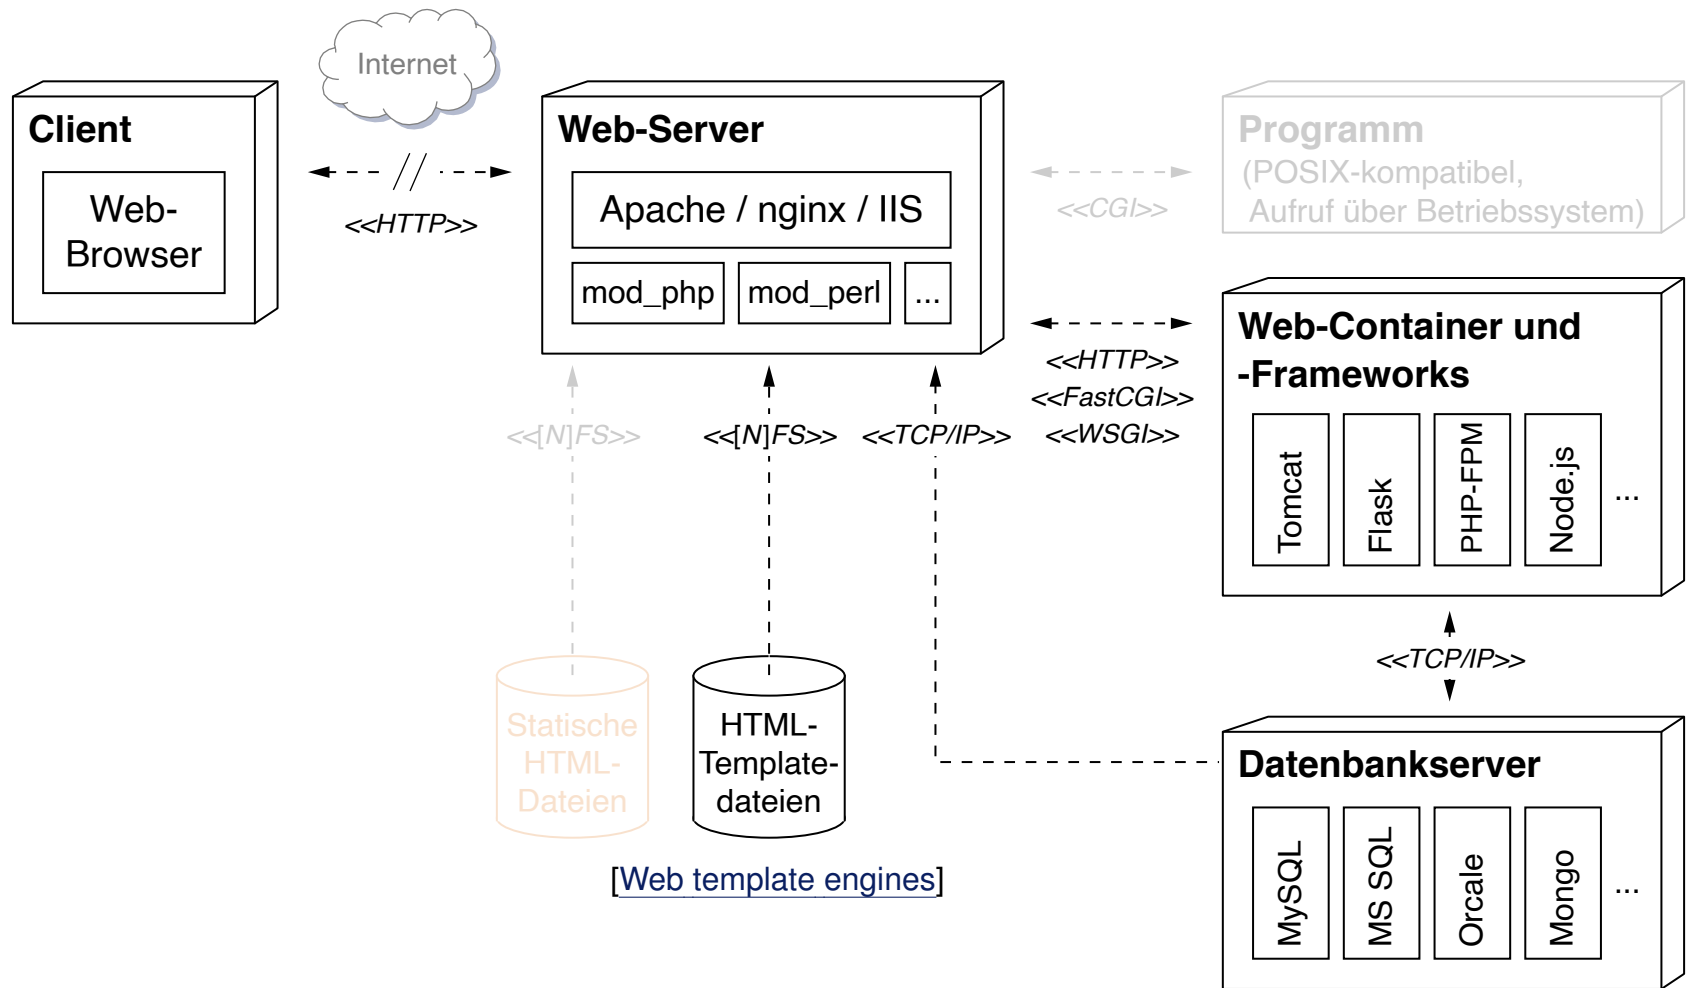 Internet
Client
Web-
Browser
<<HTTP>>
Web-Server
Apache / nginx / IIS
mod_php
mod_perl
...
<<CGI>>
Programm
(POSIX-kompatibel,
Aufruf über Betriebssystem)
<<HTTP>>
<<FastCGI>>
<<WSGI>>
Web-Container und
-Frameworks
Tomcat
Flask
PHP-FPM
Node.js
...
<<[N]FS>>
<<[N]FS>>
<<TCP/IP>>
<<TCP/IP>>
Statische
HTML-
Dateien
HTML-
Template-
dateien
[Web template engines]
Datenbankserver
MySQL
MS SQL
Orcale
Mongo
...